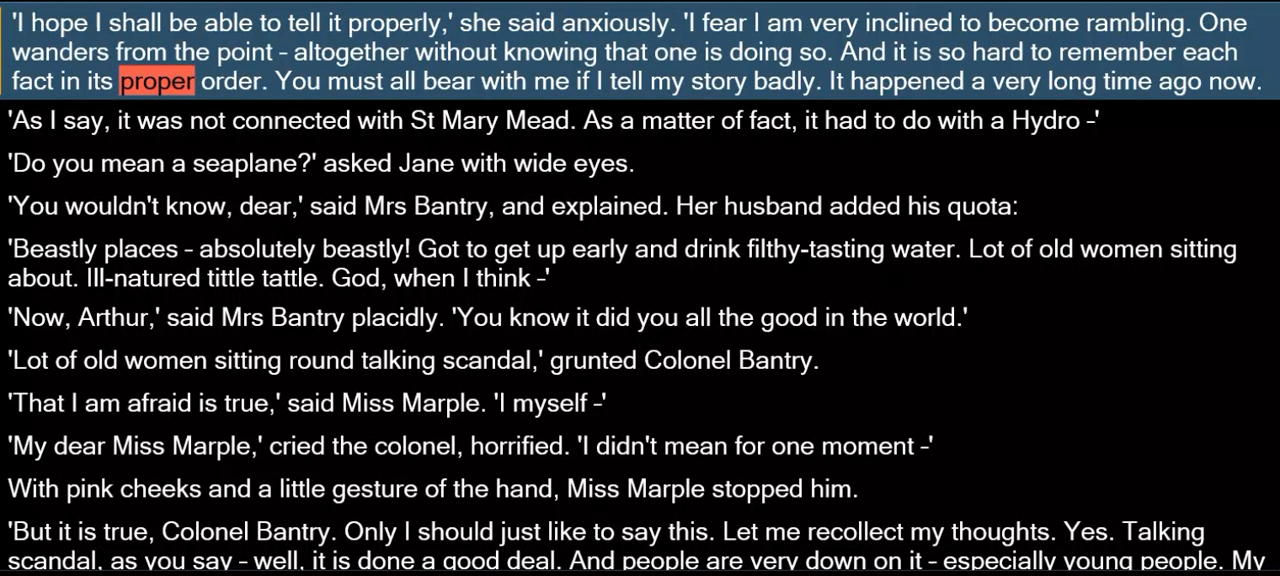 'I hope I shall be able to tell it properly,' she said anxiously. 'I fear I am very inclined to become rambling. One
wanders from the point – altogether without knowing that one is doing so. And it is so hard to remember each
fact in its proper order. You must all bear with me if I tell my story badly. It happened a very long time ago now.
'As I say, it was not connected with St Mary Mead. As a matter of fact, it had to do with a Hydro –'
'Do you mean a seaplane?' asked Jane with wide eyes.
'You wouldn't know, dear,' said Mrs Bantry, and explained. Her husband added his quota:
'Beastly places – absolutely beastly! Got to get up early and drink filthy-tasting water. Lot of old women sitting
about. Ill-natured tittle tattle. God, when I think –'
'Now, Arthur,' said Mrs Bantry placidly. 'You know it did you all the good in the world.'
'Lot of old women sitting round talking scandal,' grunted Colonel Bantry.
'That I am afraid is true,' said Miss Marple. 'I myself –'
'My dear Miss Marple,' cried the colonel, horrified. 'I didn't mean for one moment –'
With pink cheeks and a little gesture of the hand, Miss Marple stopped him.
'But it is true, Colonel Bantry. Only I should just like to say this. Let me recollect my thoughts. Yes. Talking
scandal, as you say – well, it is done a good deal. And people are very down on it – especially young people. My